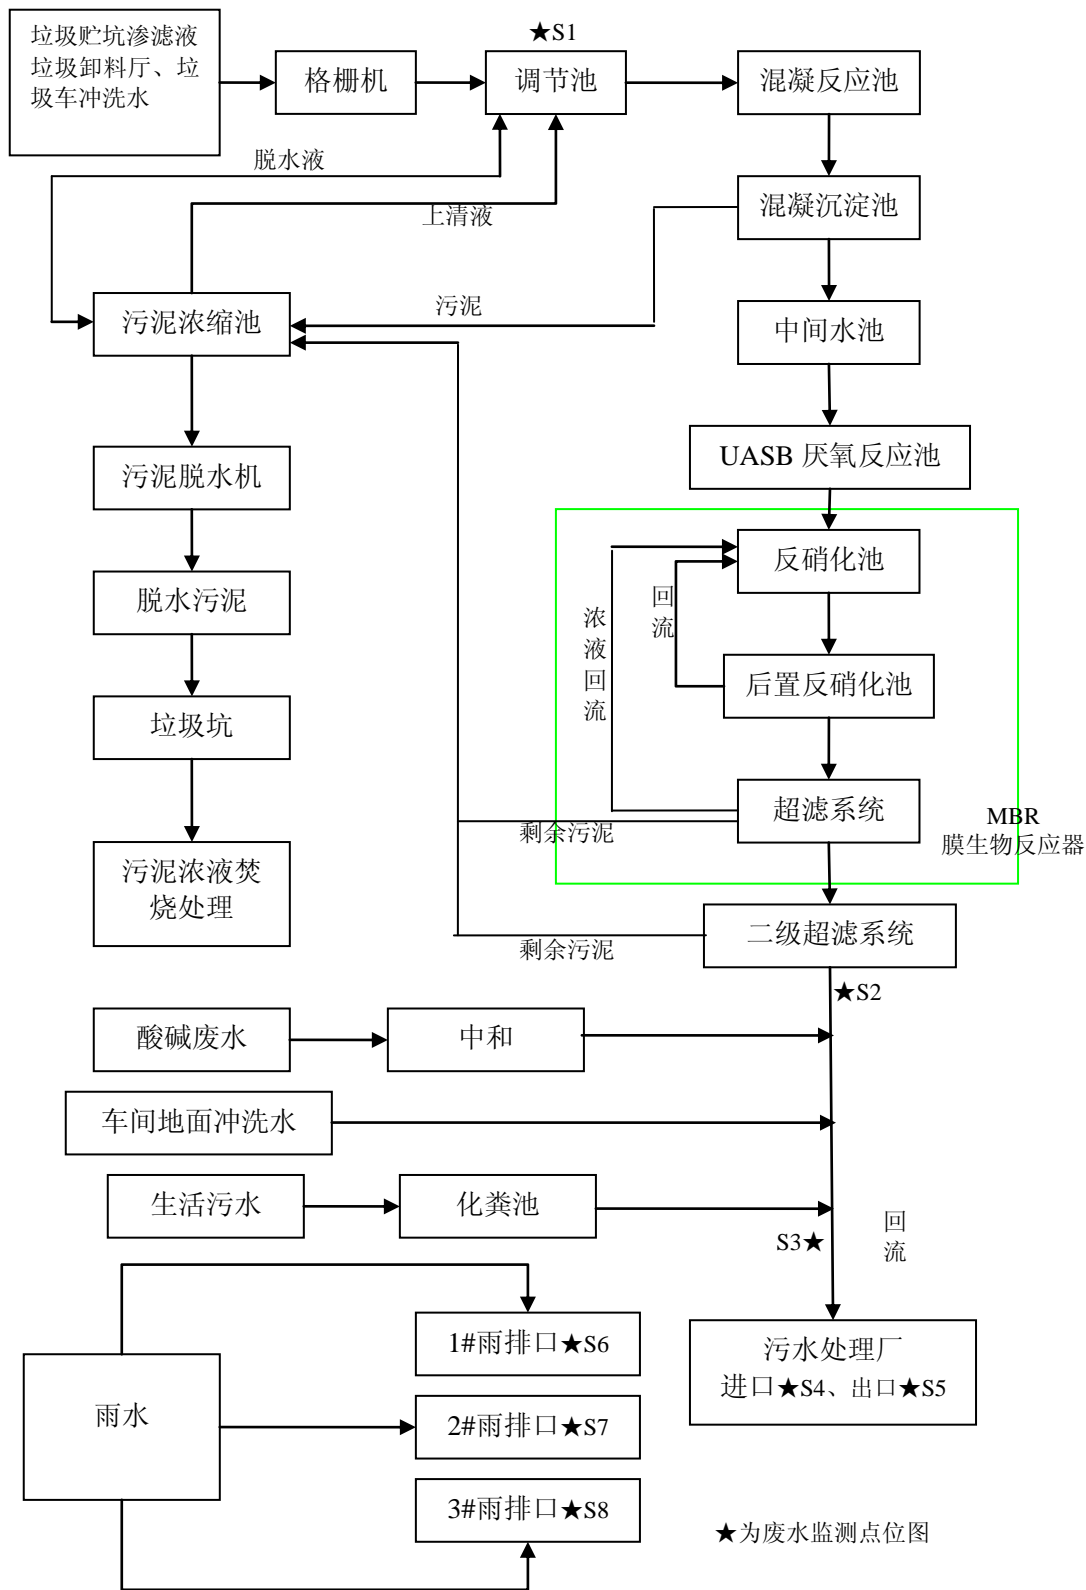 垃圾贮坑渗滤液
垃圾卸料厅、垃
圾车冲洗水
格栅机
★S1
调节池
混凝反应池
脱水液
上清液
混凝沉淀池
污泥浓缩池
污泥
中间水池
污泥脱水机
UASB 厌氧反应池
脱水污泥
反硝化池
回
流
浓
液
回
流
后置反硝化池
垃圾坑
超滤系统
MBR
膜生物反应器
剩余污泥
污泥浓液焚
烧处理
二级超滤系统
剩余污泥
★S2
酸碱废水
中和
车间地面冲洗水
生活污水
化粪池
S3★
回
流
1#雨排口★S6
污水处理厂
进口★S4、出口★S5
雨水
2#雨排口★S7
3#雨排口★S8
★为废水监测点位图